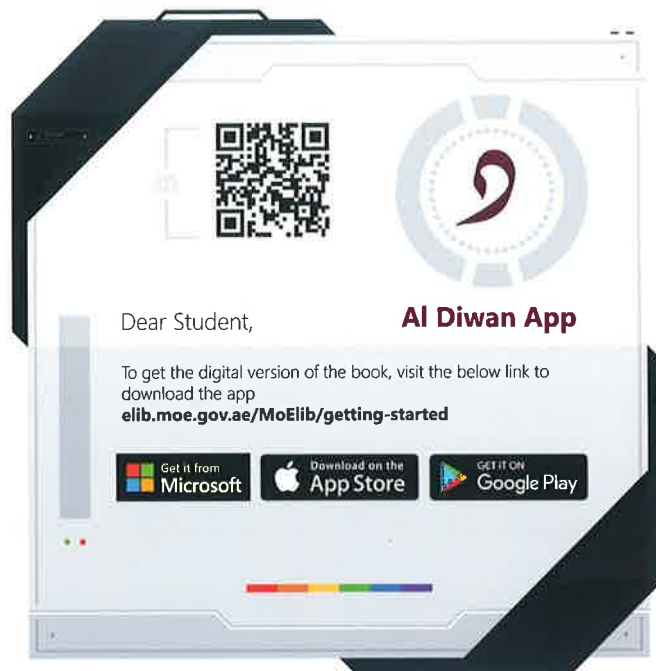 Dear Student,
Al Diwan App
To get the digital version of the book, visit the below link to
download the app
elib.moe.gov.ae/MoElib/getting-started
Get it from
Microsoft
Download on the
App Store
GET IT ON
Google Play